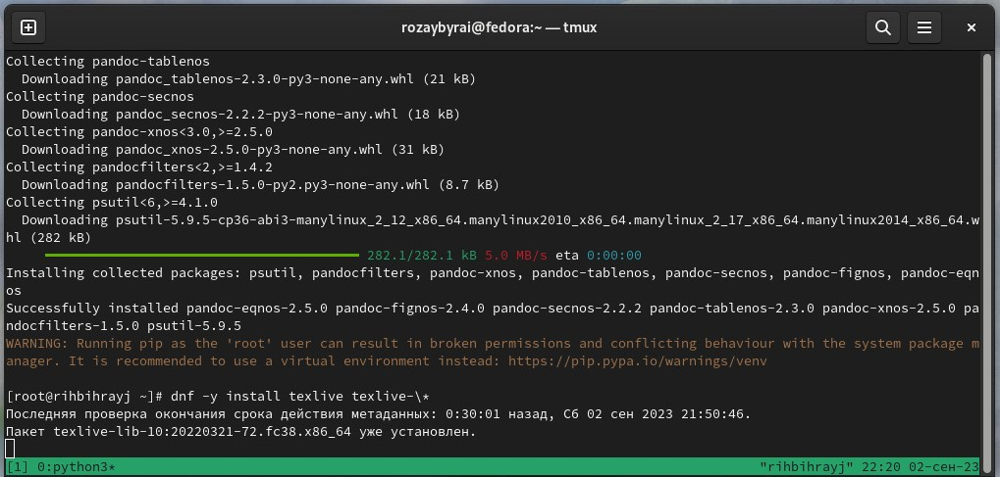 rozaybyrai@fedora:~ — tmux
Collecting pandoc-tablenos
Downloading pandoc_tablenos-2.3.0-py3-none-any.whl (21 kB)
Collecting pandoc-secnos
Downloading pandoc_secnos-2.2.2-py3-none-any.whl (18 kB)
Collecting pandoc-xnos<3.0,>=2.5.0
Downloading pandoc_xnos-2.5.0-py3-none-any.whl (31 kB)
Collecting pandocfilters<2,>=1.4.2
Downloading pandocfilters-1.5.0-py2.py3-none-any.whl (8.7 kB)
Collecting psutil<6,>=4.1.0
Downloading psutil-5.9.5-cp36-abi3-manylinux_2_12_x86_64.manylinux2010_x86_64.manylinux_2_17_x86_64.manylinux2014_x86_64.w
hl (282 kB)
282.1/282.1 kB 5.0 MB/s eta 0:00:00
Installing collected packages: psutil, pandocfilters, pandoc-xnos, pandoc-tablenos, pandoc-secnos, pandoc-fignos, pandoc-eqn
os
Successfully installed pandoc-eqnos-2.5.0 pandoc-fignos-2.4.0 pandoc-secnos-2.2.2 pandoc-tablenos-2.3.0 pandoc-xnos-2.5.0 pa
ndocfilters-1.5.0 psutil-5.9.5
WARNING: Running pip as the 'root' user can result in broken permissions and conflicting behaviour with the system package m
anager. It is recommended to use a virtual environment instead: https://pip.pypa.io/warnings/venv
[root@rihbihrayj ~]# dnf -y install texlive texlive-\*
Последняя проверка окончания срока действия метаданных: 0:30:01 назад, Сб 02 сен 2023 21:50:46.
Пакет texlive-lib-10:20220321-72.fc38.x86_64 уже установлен.
[1] 0:python3* "rihbihrayj" 22:20 02-сен-23